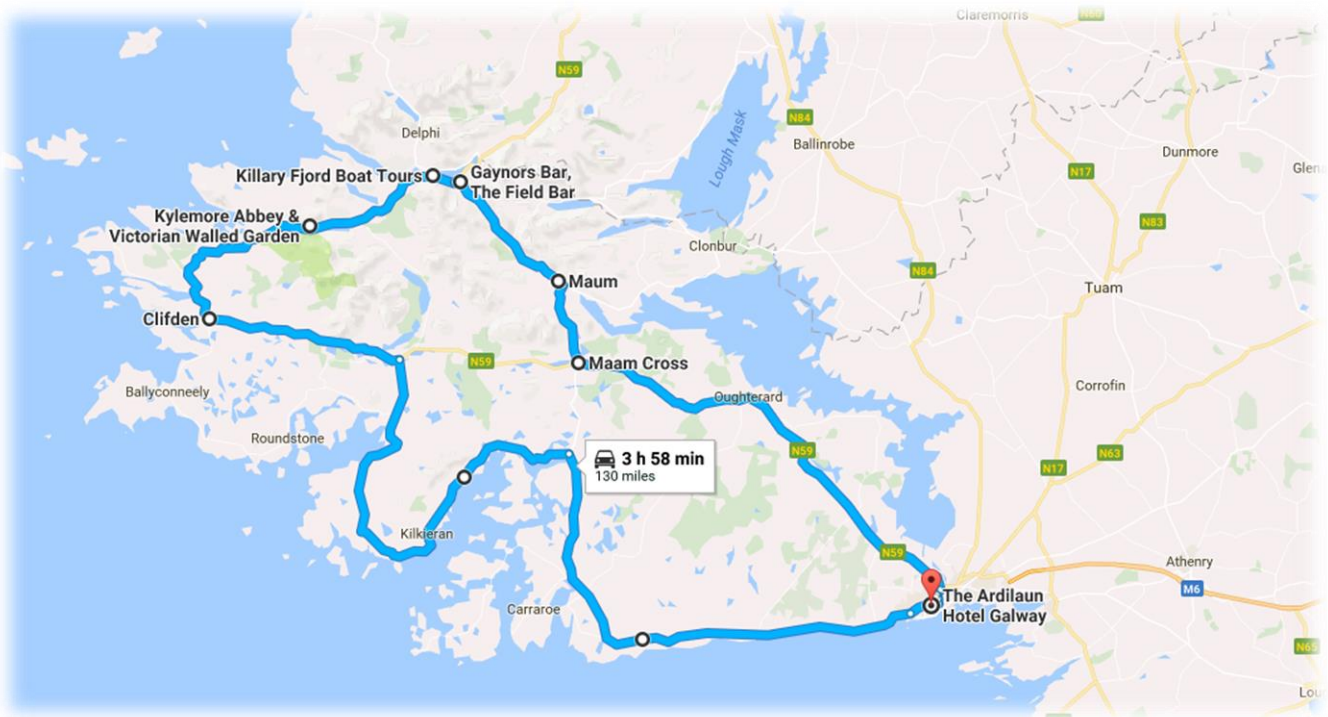 Claremorris
N60
N59
Lough Mask
N84
Ballinrobe
Delphi
Dunmore
Killary Fjord Boat Tours
Gaynors Bar,
The Field Bar
N17
Kylemore Abbey &
Victorian Walled Garden
N83
Clonbur
N84
Maum
Tuam
Clifden
N59
Maam Cross
Ballyconneely
Oughterard
Corrofin
Roundstone
N59
N63
3 h 58 min
130 miles
N17
Kilkieran
N59
Athenry
M6
The Ardilaun
Hotel Galway
Carraroe
N65